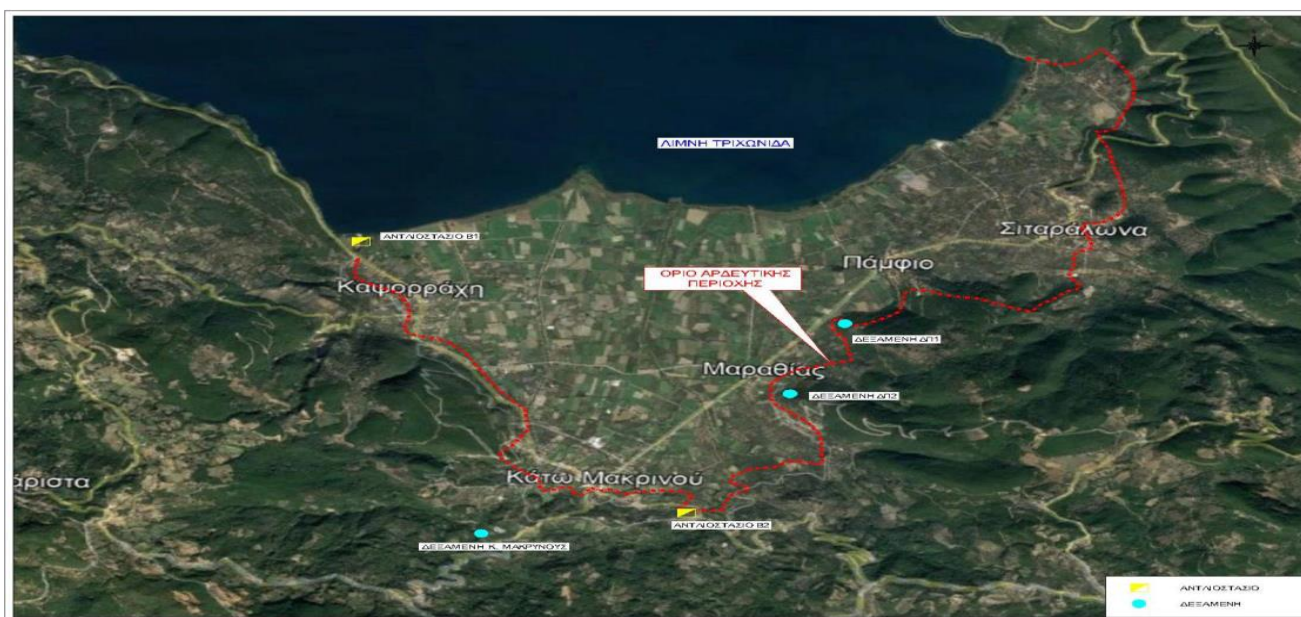 ΛΙΜΝΗ ΤΡΙΧΩΝΙΔΑ
ΑΝΤΛΙΟΣΤΑΣΙΟ Β1
Σιταράλωνα
Πάμφιο
ΟΡΙΟ ΑΡΔΕΥΤΙΚΗΣ
ΠΕΡΙΟΧΗΣ
Καψορράχη
ΔΕΞΑΜΕΝΗ ΔΠ1
Μαραθίας
ΔΕΞΑΜΕΝΗ ΔΠ2
Κάτω Μακρινού
άριστα
ΑΝΤΛΙΟΣΤΑΣΙΟ Β2
ΔΕΞΑΜΕΝΗ Κ. ΜΑΚΡΥΝΟΥΣ
ΑΝΤΛΙΟΣΤΑΣΙΟ
ΔΕΞΑΜΕΝΗ